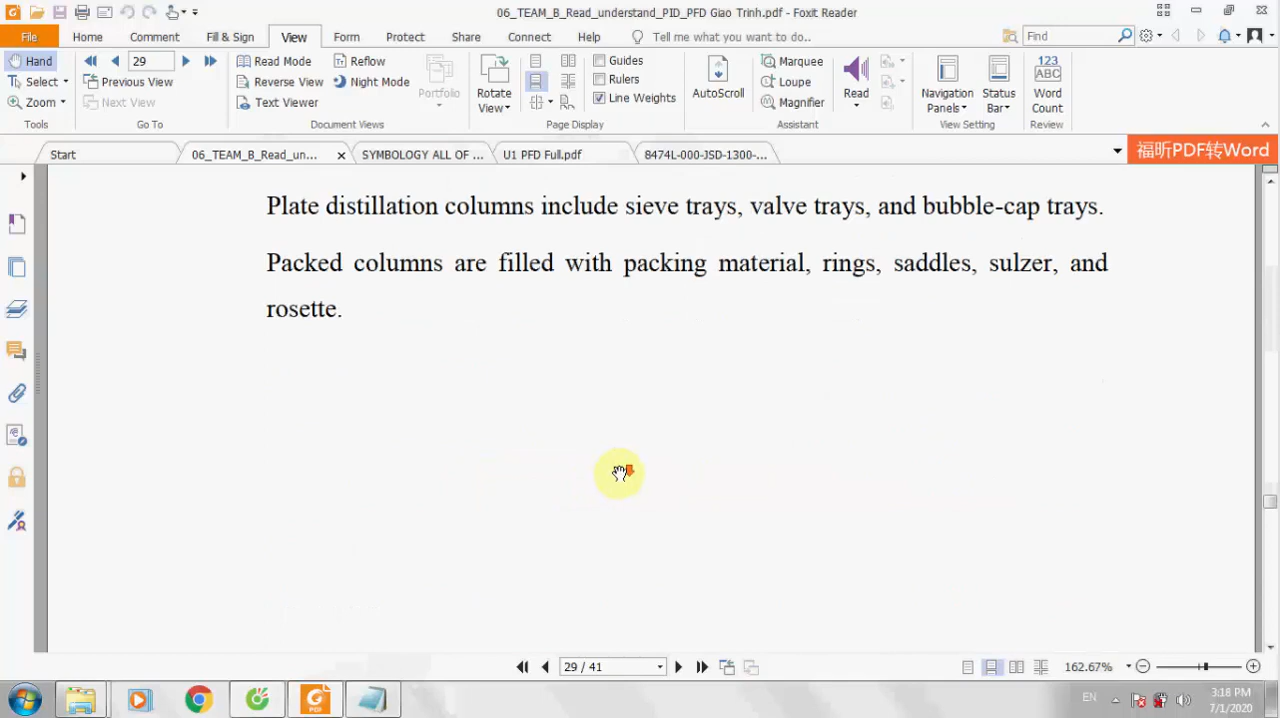 06_TEAM_B_Read_understand_PID_PFD Giao Trinh.pdf - Foxit Reader
File Home Comment Fill & Sign View Form Protect Share Connect Help Tell me what you want to do.. Find
Hand 29 Read Mode Reflow Guides Marquee
Select Previous View Reverse View Night Mode Rulers Loupe
Zoom Next View Text Viewer Portfolio Rotate View Line Weights AutoScroll Magnifier Read Navigation Panels Status Bar 123 ABC Word Count
Tools Go To Document Views Page Display Assistant View Setting Review
Start 06_TEAM_B_Read_un... SYMBOLOGY ALL OF ... U1 PFD Full.pdf 8474L-000-JSD-1300-... 福昕PDF转Word
Plate distillation columns include sieve trays, valve trays, and bubble-cap trays.
Packed columns are filled with packing material, rings, saddles, sulzer, and
rosette.
29 / 41 162.67%
PDF EN 3:18 PM
7/1/2020